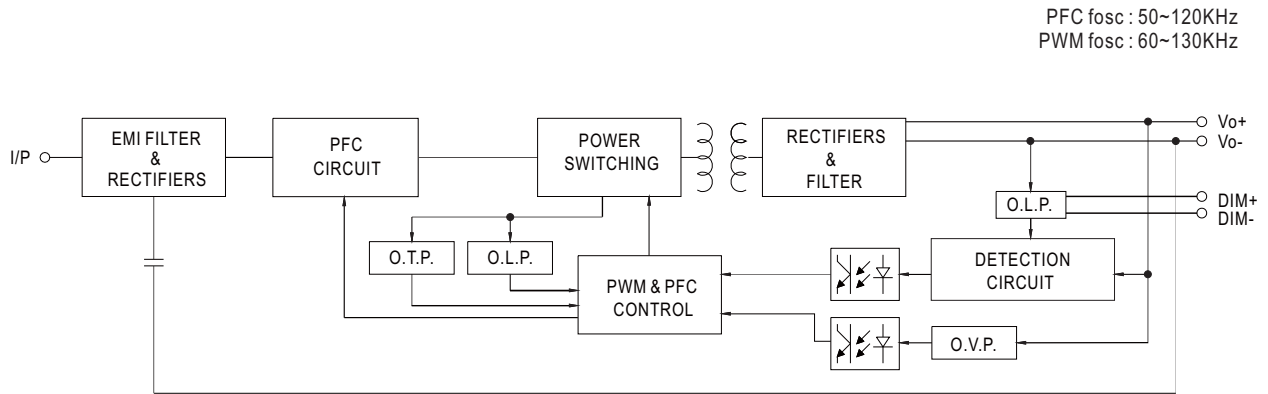 PFC fosc : 50~120KHz
PWM fosc : 60~130KHz
I/P
EMI FILTER
&
RECTIFIERS
PFC
CIRCUIT
POWER
SWITCHING
RECTIFIERS
&
FILTER
Vo+
Vo-
O.L.P.
DIM+
DIM-
O.T.P.
O.L.P.
PWM & PFC
CONTROL
DETECTION
CIRCUIT
O.V.P.